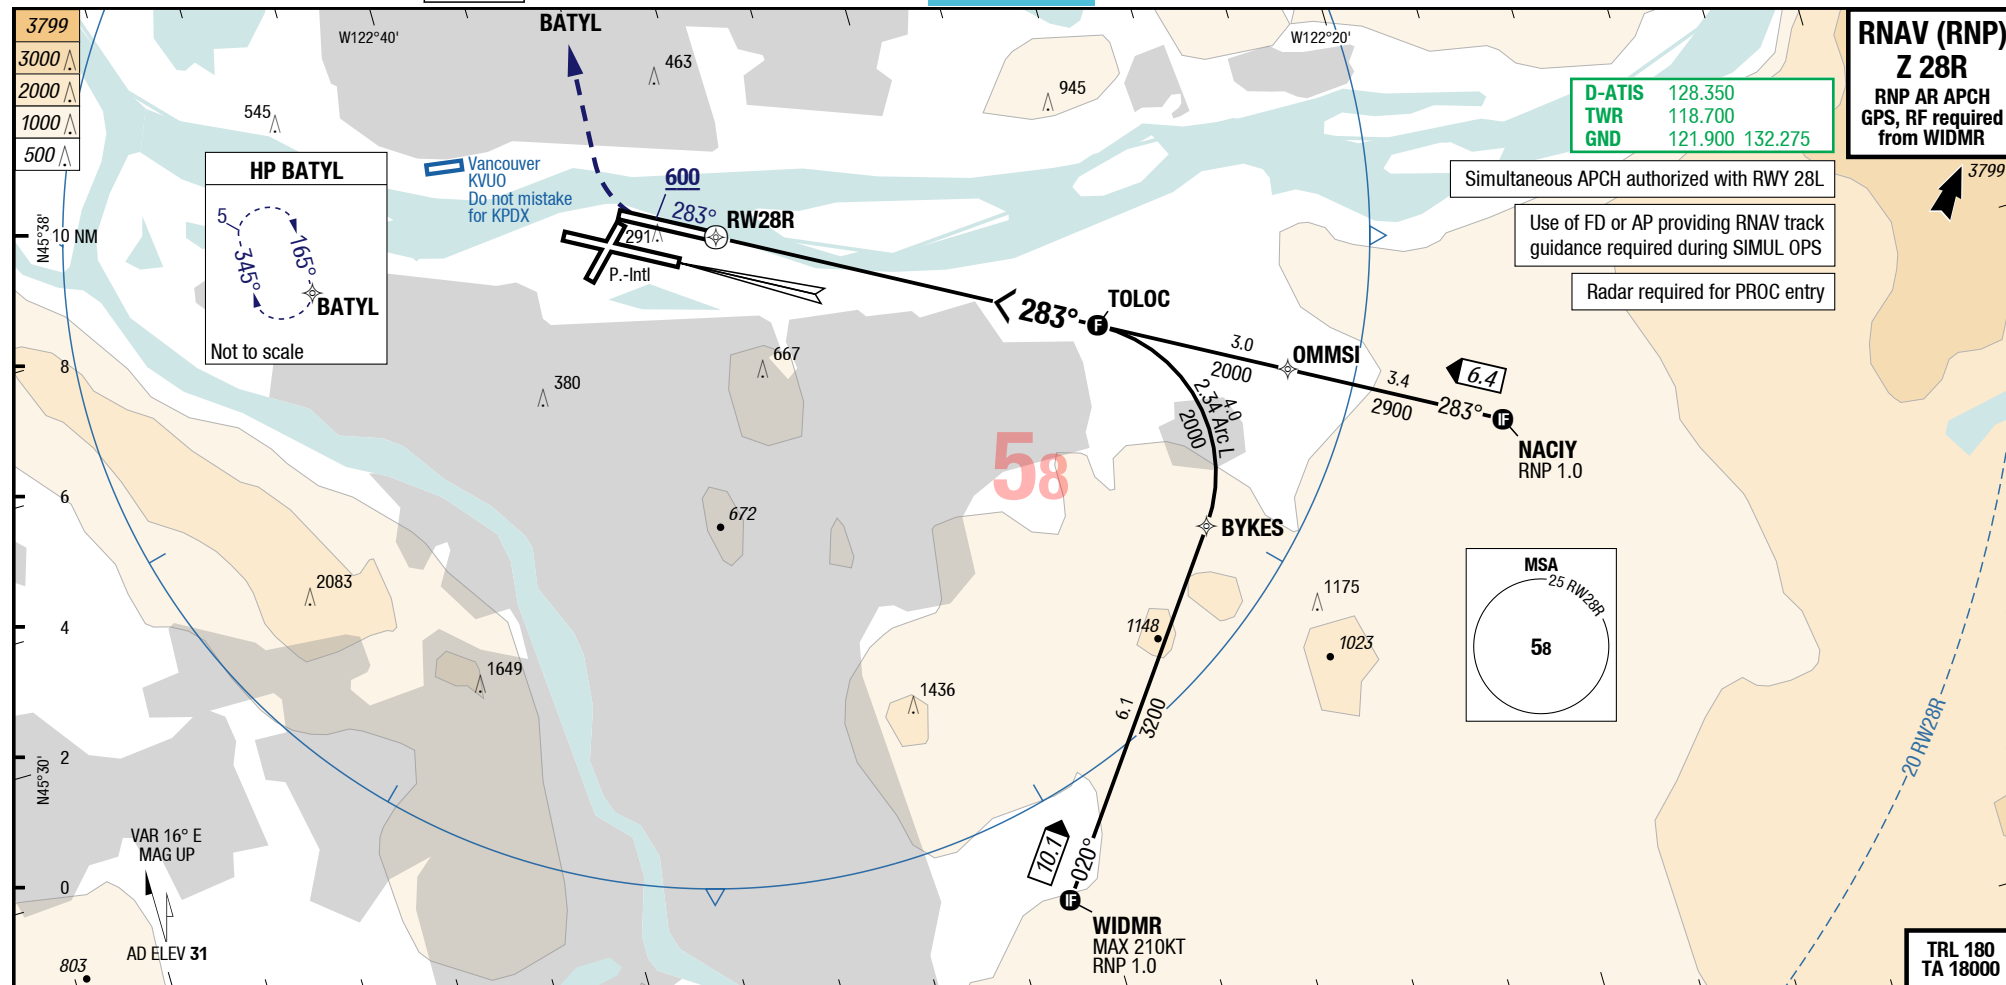 3799
3000
2000
1000
500
W122°40'
BATYL
463
545
945
W122°20'
D-ATIS 128.350
TWR 118.700
GND 121.900 132.275
RNAV (RNP)
Z 28R
RNP AR APCH
GPS, RF required
from WIDMR
3799
Simultaneous APCH authorized with RWY 28L
Use of FD or AP providing RNAV track
guidance required during SIMUL OPS
Radar required for PROC entry
HP BATYL
5
165°
345°
BATYL
Not to scale
Vancouver
KVUO
Do not mistake
for KPDX
600
283°
RW28R
291
P.-Intl
N45°38'
10 NM
8
6
4
2
0
N45°30'
283°
TOLOC
F
3.0
2000
OMMSI
3.4
2900
6.4
283°
IF
NACIY
RNP 1.0
4.0
2.34 Arc L
2000
BYKES
667
380
672
58
2083
1649
1436
1148
1175
1023
MSA
25 RW28R
58
6.1
3200
20 RW28R
10.1
020°
IF
WIDMR
MAX 210KT
RNP 1.0
VAR 16° E
MAG UP
AD ELEV 31
803
TRL 180
TA 18000